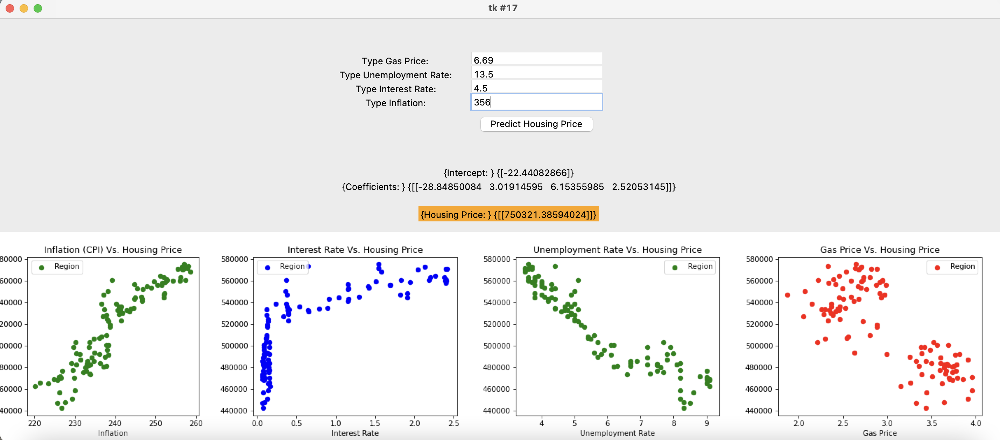 tk #17
Type Gas Price: 6.69
Type Unemployment Rate: 13.5
Type Interest Rate: 4.5
Type Inflation: 356
Predict Housing Price
{Intercept: } {[-22.44082866]}
{Coefficients: } {[[-28.84850084 3.01914595 6.15355985 2.52053145]]}
{Housing Price: } {[[750321.38594024]]}
Inflation (CPI) Vs. Housing Price
Region
80000
60000
40000
20000
00000
80000
60000
40000
220 230 240 250 260
Inflation
Interest Rate Vs. Housing Price
Region
580000
560000
540000
520000
500000
480000
460000
440000
0.0 0.5 1.0 1.5 2.0 2.5
Interest Rate
Unemployment Rate Vs. Housing Price
Region
580000
560000
540000
520000
500000
480000
460000
440000
4 5 6 7 8 9
Unemployment Rate
Gas Price Vs. Housing Price
Region
580000
560000
540000
520000
500000
480000
460000
440000
2.0 2.5 3.0 3.5 4.0
Gas Price